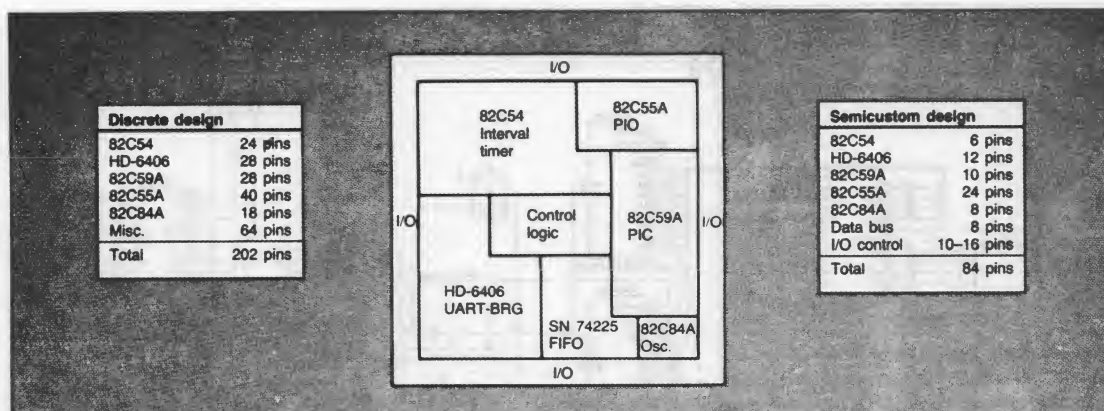 Discrete design
82C54 24 pins
HD-6406 28 pins
82C59A 28 pins
82C55A 40 pins
82C84A 18 pins
Misc. 64 pins
Total 202 pins
I/O
82C54
Interval
timer
82C55A
PIO
I/O
Control
logic
82C59A
PIC
I/O
HD-6406
UART-BRG
SN 74225
FIFO
82C84A
Osc.
I/O
Semicustom design
82C54 6 pins
HD-6406 12 pins
82C59A 10 pins
82C55A 24 pins
82C84A 8 pins
Data bus 8 pins
I/O control 10–16 pins
Total 84 pins